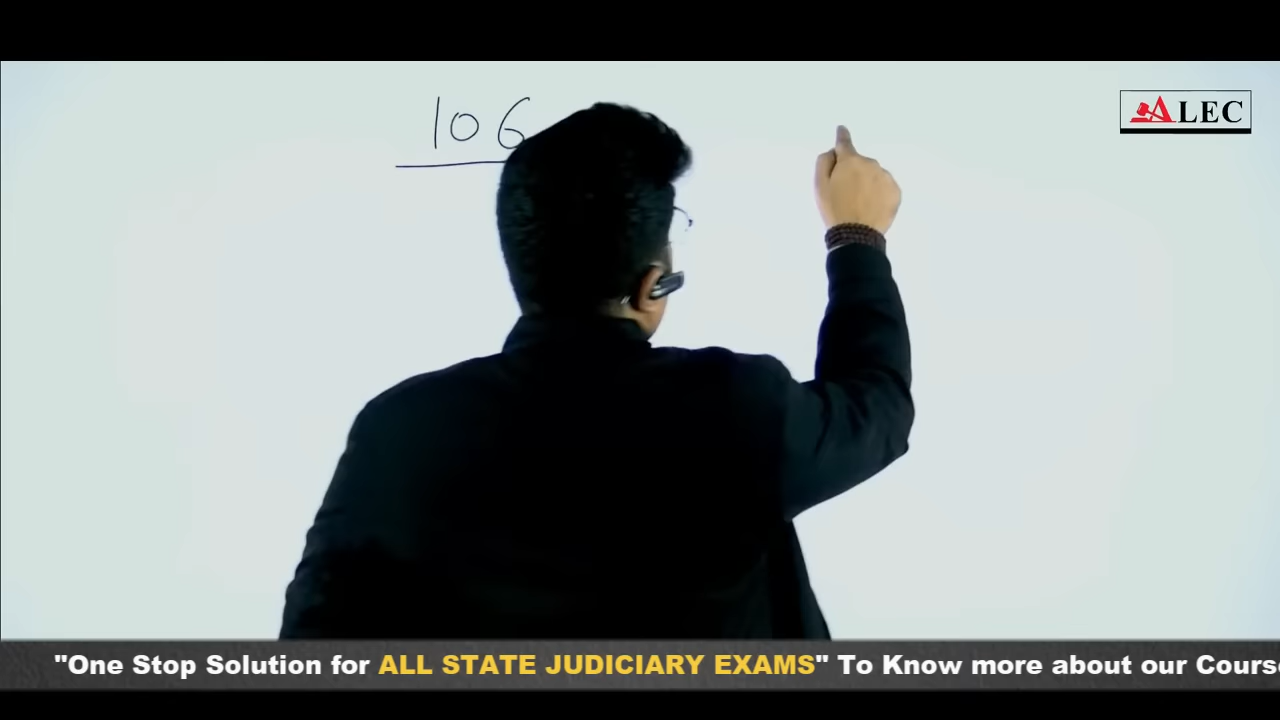 106
ALEC
"One Stop Solution for ALL STATE JUDICIARY EXAMS" To Know more about our Cours